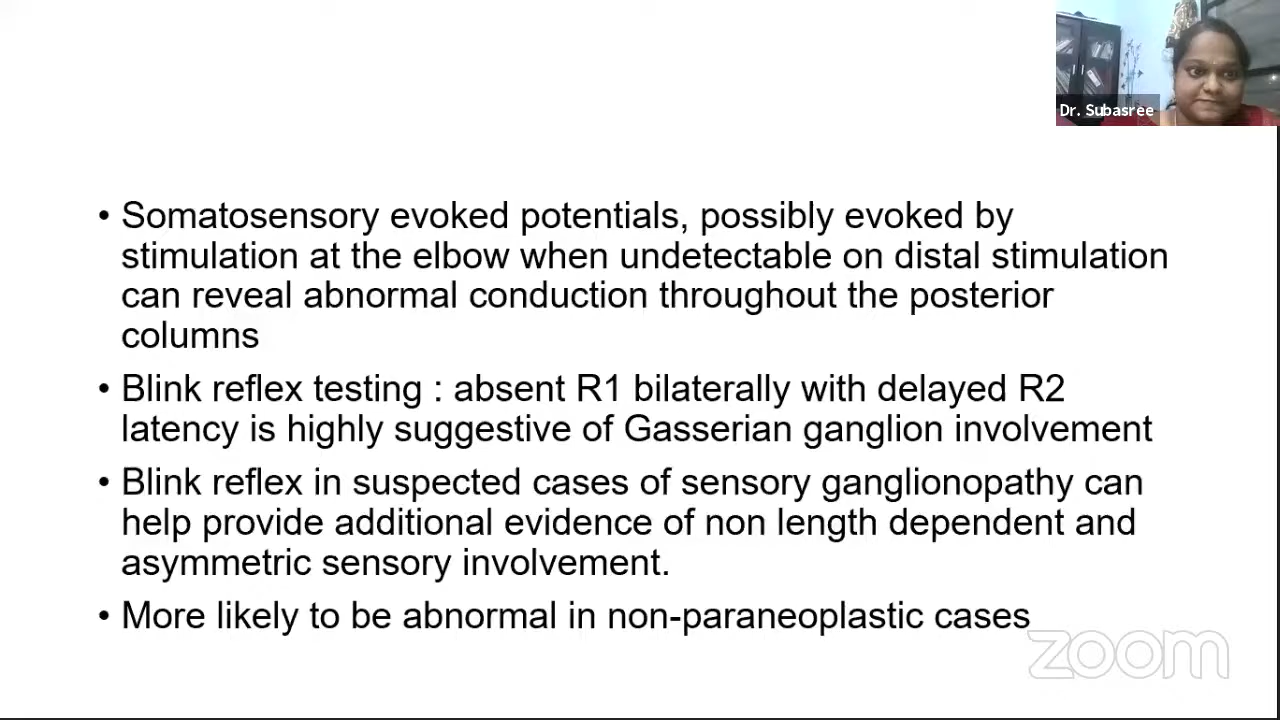 Dr. Subasree
• Somatosensory evoked potentials, possibly evoked by
stimulation at the elbow when undetectable on distal stimulation
can reveal abnormal conduction throughout the posterior
columns
• Blink reflex testing : absent R1 bilaterally with delayed R2
latency is highly suggestive of Gasserian ganglion involvement
• Blink reflex in suspected cases of sensory ganglionopathy can
help provide additional evidence of non length dependent and
asymmetric sensory involvement.
• More likely to be abnormal in non-paraneoplastic cases
zoom